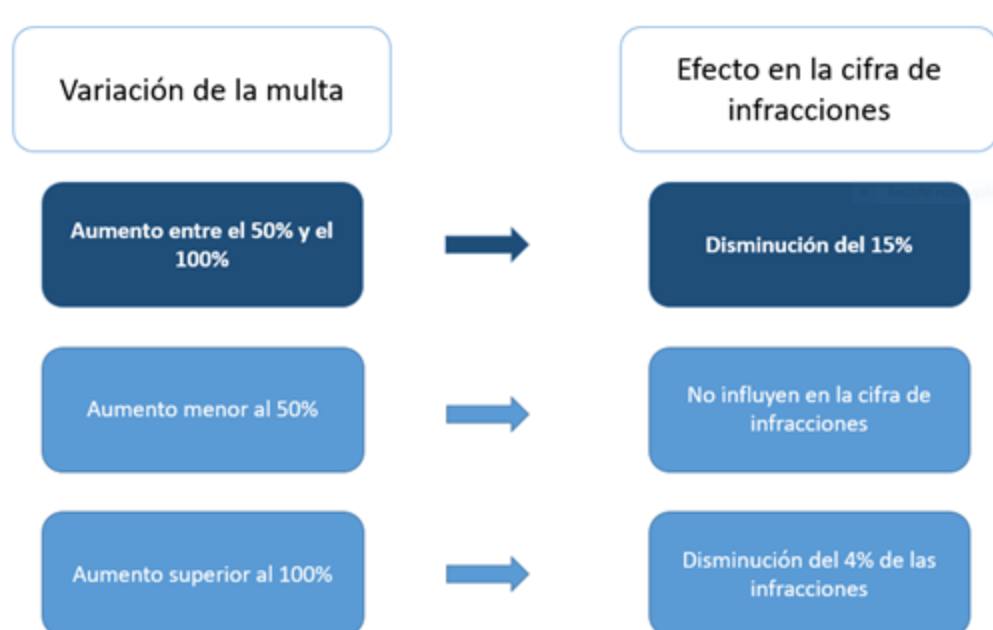 Variación de la multa
Efecto en la cifra de
infracciones
Aumento entre el 50% y el
100%
Disminución del 15%
Aumento menor al 50%
No influyen en la cifra de
infracciones
Aumento superior al 100%
Disminución del 4% de las
infracciones